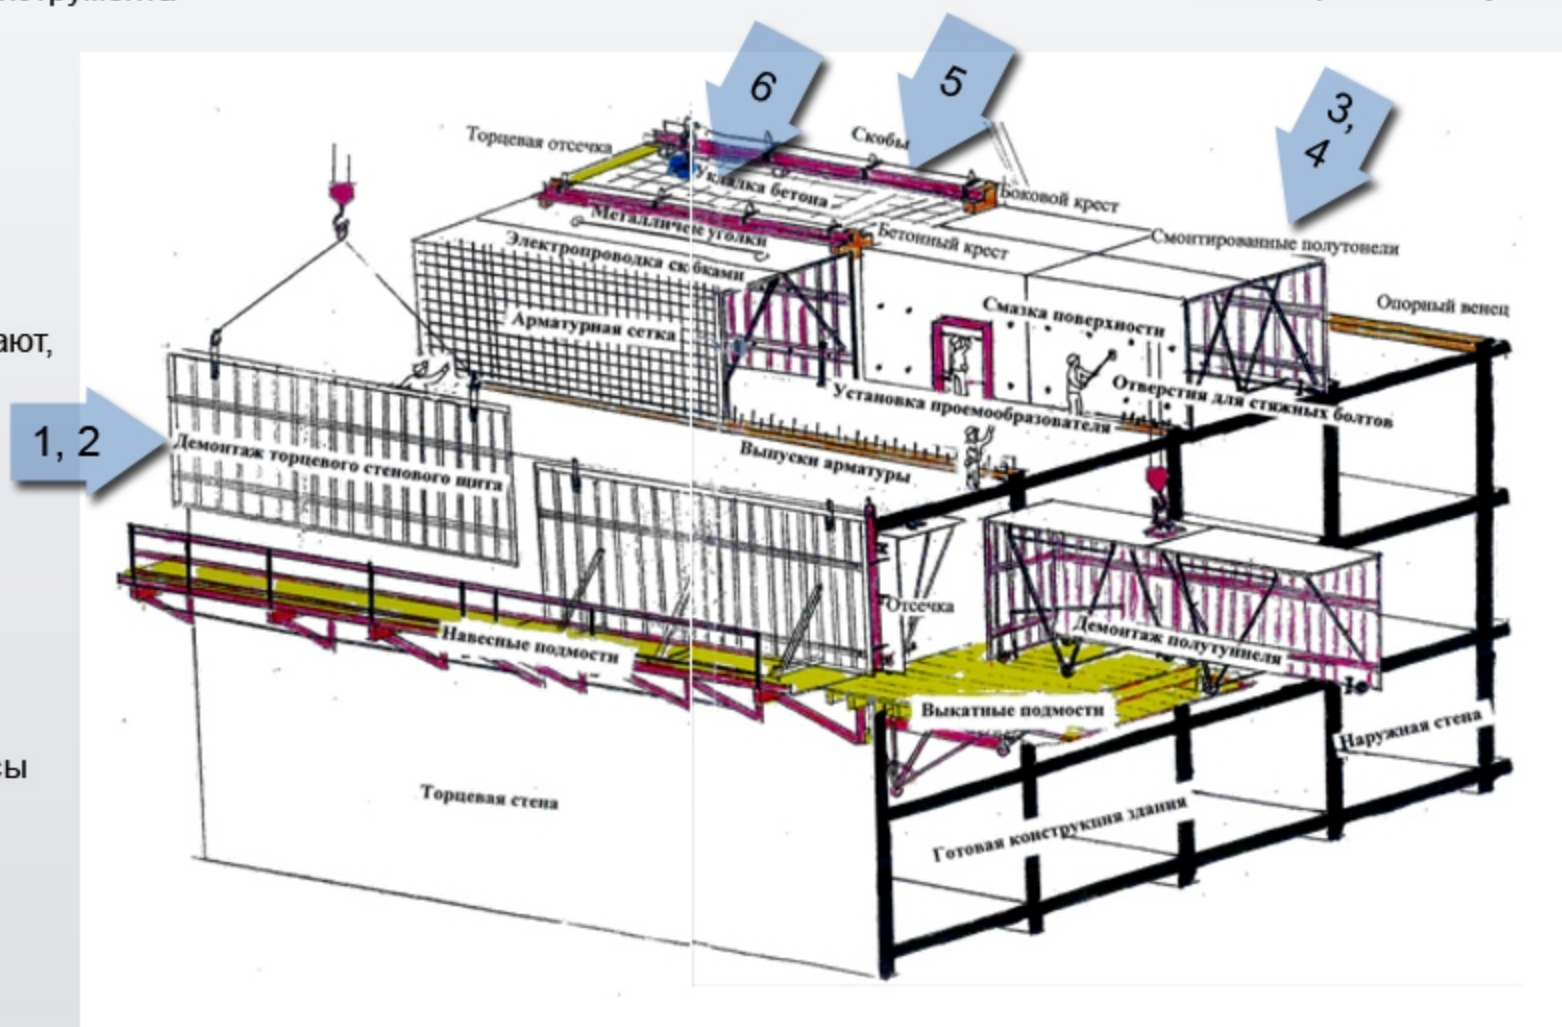 6
5
3,
4
Торцевая отсечка
Скобы
Укладка бетона
Боковой крест
Металличе уголки
Бетонный крест
Смонтированные полутонели
Электропроводка скобками
Опорный венец
Смазка поверхности
Арматурная сетка
ают,
Отверстия для стяжных болтов
Установка проемообразователя
1, 2
Демонтаж торцевого стенового щита
Выпуски арматуры
Отсечка
Навесные подмости
Демонтаж полутуннеля
Выкатные подмости
Наружная стена
сы
Торцевая стена
Готовая конструкция здания